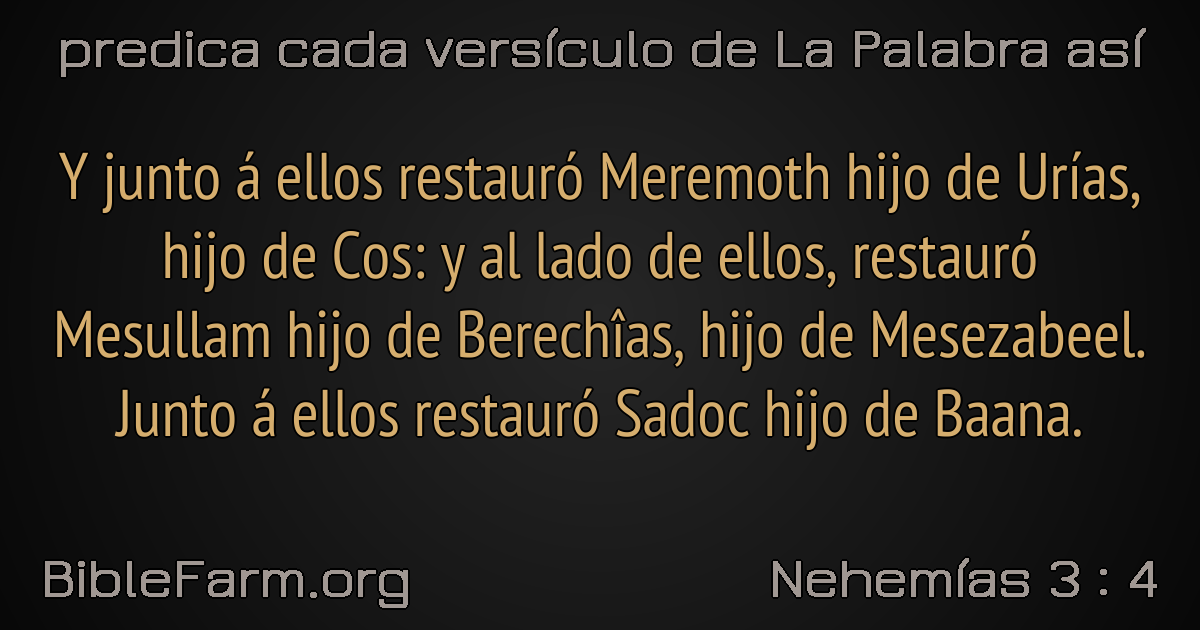 predica cada versículo de La Palabra así
Y junto á ellos restauró Meremoth hijo de Urías,
hijo de Cos: y al lado de ellos, restauró
Mesullam hijo de Berechîas, hijo de Mesezabeel.
Junto á ellos restauró Sadoc hijo de Baana.
BibleFarm.org
Nehemías 3 : 4